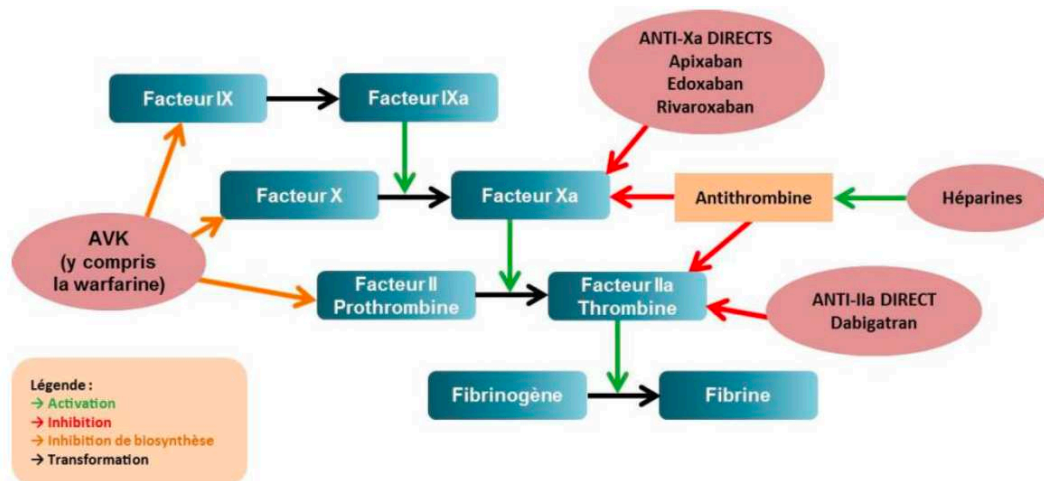 ANTI-Xa DIRECTS
Apixaban
Edoxaban
Rivaroxaban
Facteur IX
Facteur IXa
Facteur X
Facteur Xa
Antithrombine
Héparines
AVK
(y compris
la warfarine)
Facteur II
Prothrombine
Facteur IIa
Thrombine
ANTI-IIa DIRECT
Dabigatran
Fibrinogène
Fibrine
Légende :
→ Activation
→ Inhibition
→ Inhibition de biosynthèse
→ Transformation